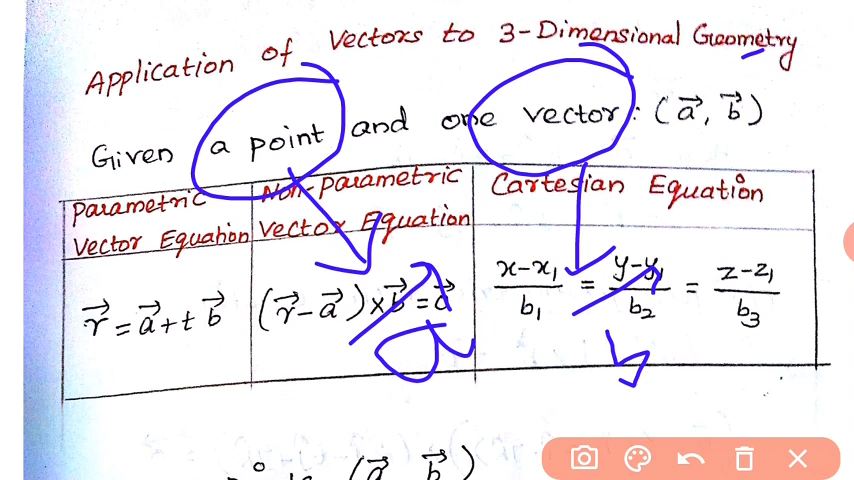 Application of Vectors to 3-Dimensional Geometry
Given a point and one vector: (a⃗, b⃗)
Parametric Vector Equation
Non-Parametric Vector Equation
Cartesian Equation
r⃗ = a⃗ + t b⃗
(r⃗ - a⃗) × b⃗ =
(x-x₁)/b₁ = (y-y₁)/b₂ = (z-z₁)/b₃
a
b
(a⃗ b⃗)